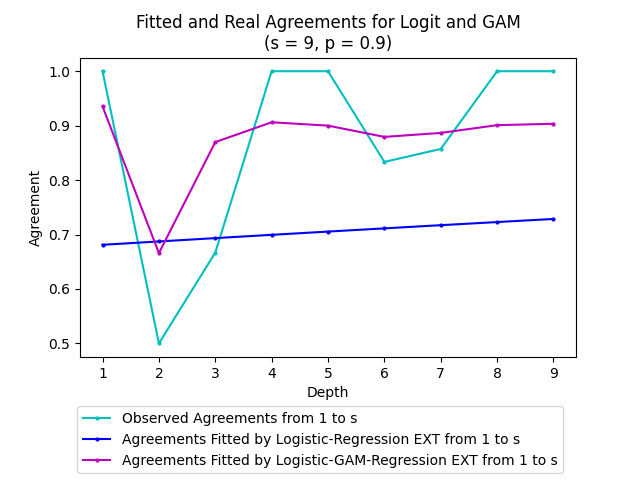 Fitted and Real Agreements for Logit and GAM
(s = 9, p = 0.9)
1.0
0.9
0.8
0.7
0.6
0.5
Agreement
1 2 3 4 5 6 7 8 9
Depth
Observed Agreements from 1 to s
Agreements Fitted by Logistic-Regression EXT from 1 to s
Agreements Fitted by Logistic-GAM-Regression EXT from 1 to s